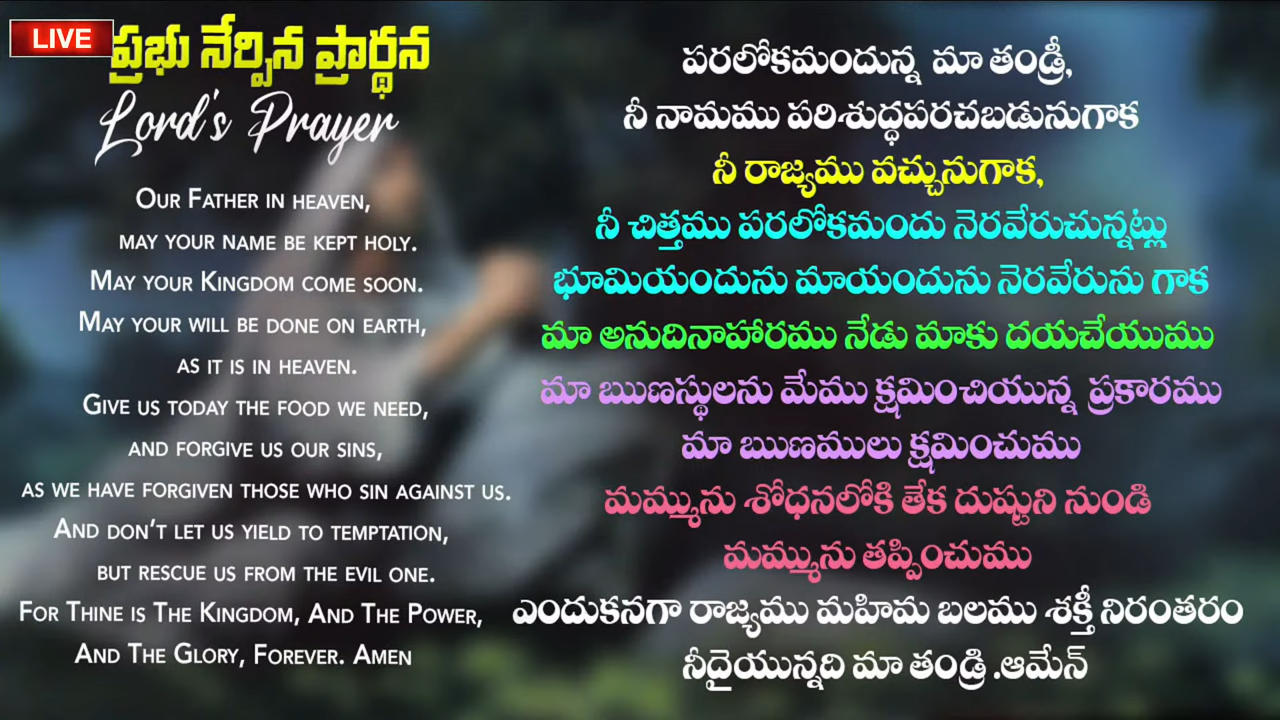 LIVE
ప్రభు నేర్పిన ప్రార్థన
Lord's Prayer
Our Father in heaven,
may your name be kept holy.
May your Kingdom come soon.
May your will be done on earth,
as it is in heaven.
Give us today the food we need,
and forgive us our sins,
as we have forgiven those who sin against us.
And don't let us yield to temptation,
but rescue us from the evil one.
For Thine is The Kingdom, And The Power,
And The Glory, Forever. Amen
పరలోకమందున్న మా తండ్రీ,
నీ నామము పరిశుద్ధపరచబడునుగాక
నీ రాజ్యము వచ్చునుగాక,
నీ చిత్తము పరలోకమందు నెరవేరుచున్నట్లు
భూమియందును మాయందును నెరవేరును గాక
మా అనుదినాహారము నేడు మాకు దయచేయుము
మా ఋణస్థులను మేము క్షమించియున్న ప్రకారము
మా ఋణములు క్షమించుము
మమ్మును శోధనలోకి తేక దుష్టుని నుండి
మమ్మును తప్పించుము
ఎందుకనగా రాజ్యము మహిమ బలము శక్తీ నిరంతరం
నీదైయున్నది మా తండ్రి .ఆమేన్